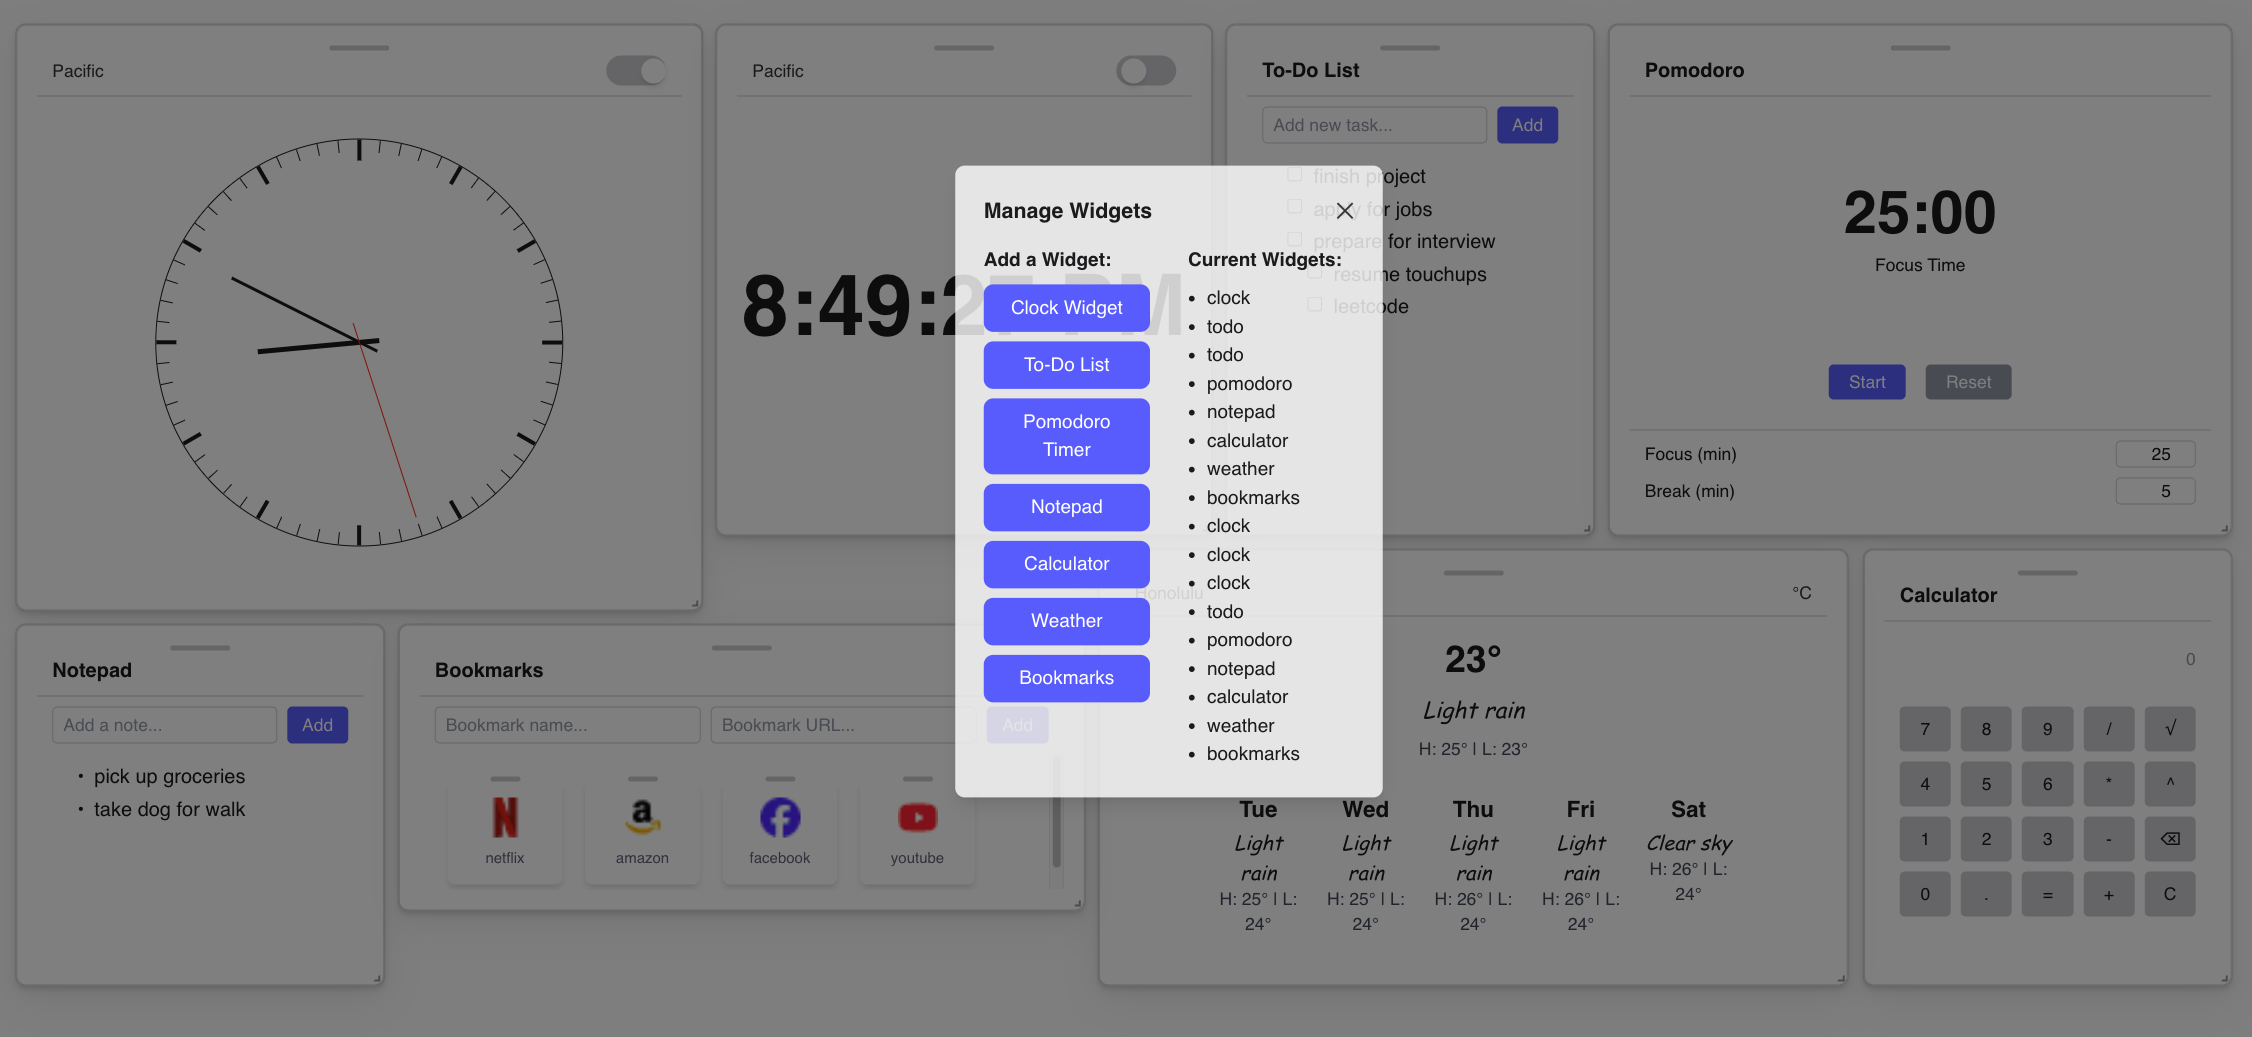 Pacific
Pacific
To-Do List
Pomodoro
Add new task...
Add
finish project
apply for jobs
prepare for interview
resume touchups
leetcode
25:00
Focus Time
Start
Reset
Focus (min)
25
Break (min)
5
8:49:27 PM
Manage Widgets
Add a Widget:
Clock Widget
To-Do List
Pomodoro
Timer
Notepad
Calculator
Weather
Bookmarks
Current Widgets:
• clock
• todo
• todo
• pomodoro
• notepad
• calculator
• weather
• bookmarks
• clock
• clock
• clock
• todo
• pomodoro
• notepad
• calculator
• weather
• bookmarks
Notepad
Add a note...
Add
• pick up groceries
• take dog for walk
Bookmarks
Bookmark name...
Bookmark URL...
Add
netflix
amazon
facebook
youtube
Honolulu
°C
23°
Light rain
H: 25° | L: 23°
Tue
Light
rain
H: 25° | L:
24°
Wed
Light
rain
H: 25° | L:
24°
Thu
Light
rain
H: 26° | L:
24°
Fri
Light
rain
H: 26° | L:
24°
Sat
Clear sky
H: 26° | L:
24°
Calculator
0
7 8 9 / √
4 5 6 * ^
1 2 3 - ⌫
0 . = + C